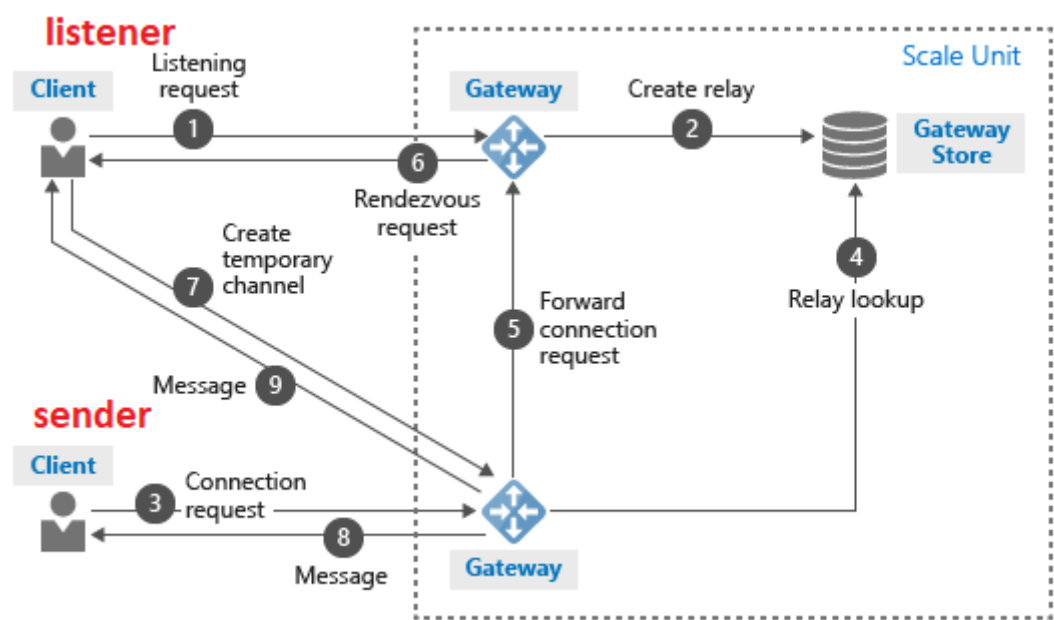 listener
Client
Listening
request
1
Gateway
Create relay
2
Scale Unit
Gateway
Store
6
Rendezvous
request
Create
temporary
channel
7
4
Relay lookup
5
Forward
connection
request
Message
9
sender
Client
3
Connection
request
8
Message
Gateway